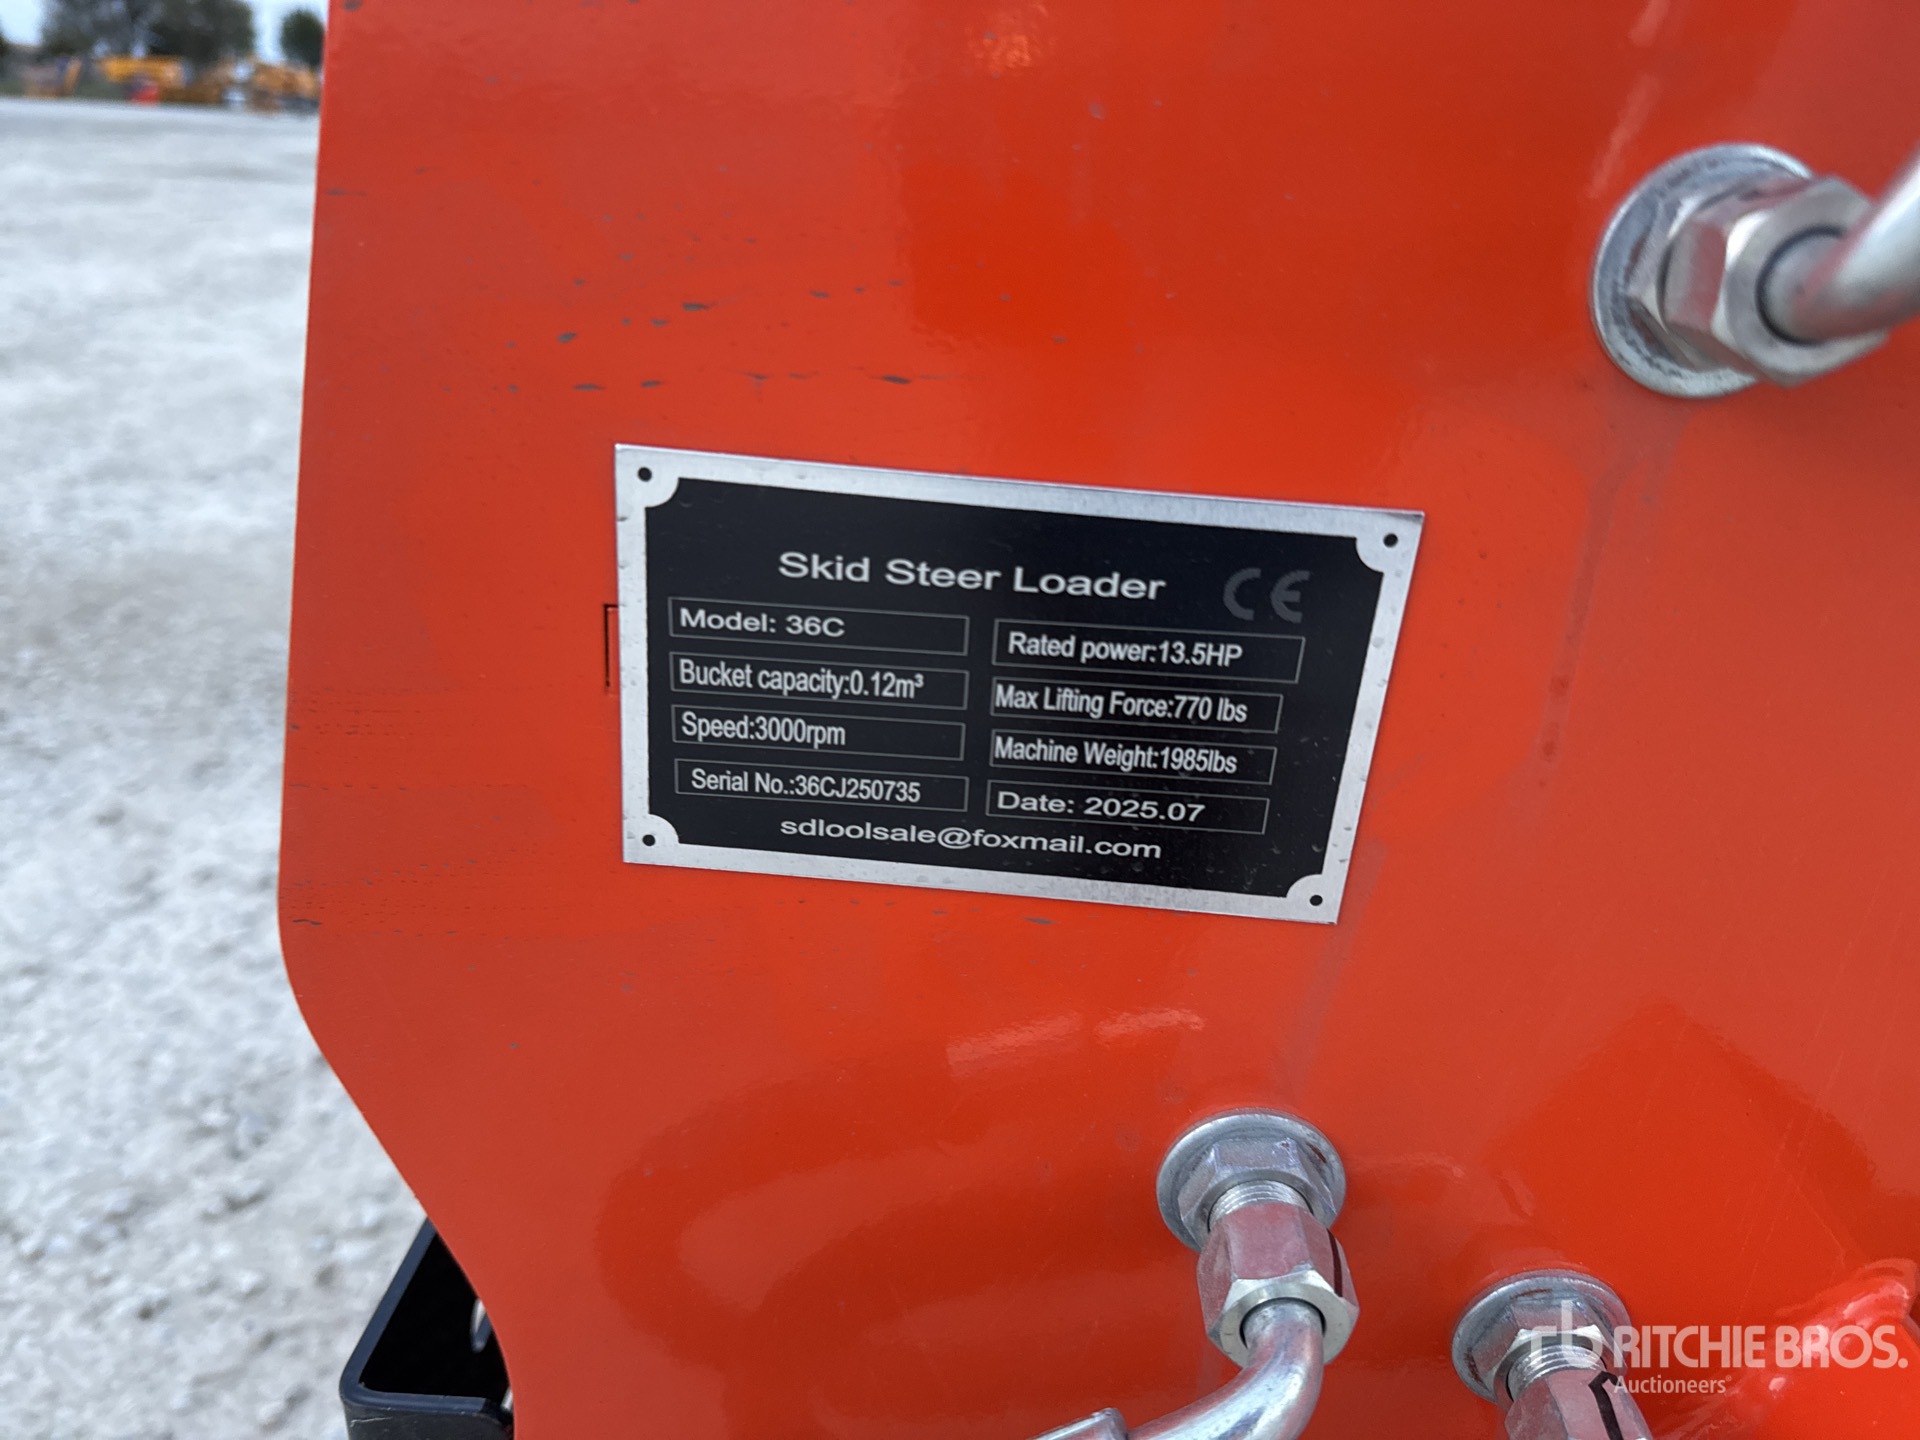 Skid Steer Loader CE
Model: 36C
Rated power:13.5HP
Bucket capacity:0.12m³
Max Lifting Force:770 lbs
Speed:3000rpm
Machine Weight:1985lbs
Serial No.:36CJ250735
Date: 2025.07
sdloolsale@foxmail.com
rb RITCHIE BROS.
Auctioneers